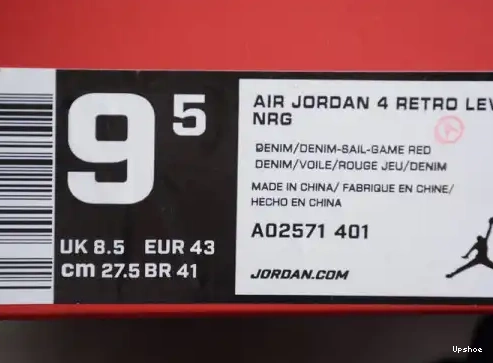 9 5
UK 8.5 EUR 43
cm 27.5 BR 41
AIR JORDAN 4 RETRO LEV
NRG
DENIM/DENIM-SAIL-GAME RED
DENIM/VOILE/ROUGE JEU/DENIM
MADE IN CHINA/ FABRIQUE EN CHINE/
HECHO EN CHINA
AO2571 401
JORDAN.COM
Upshoe